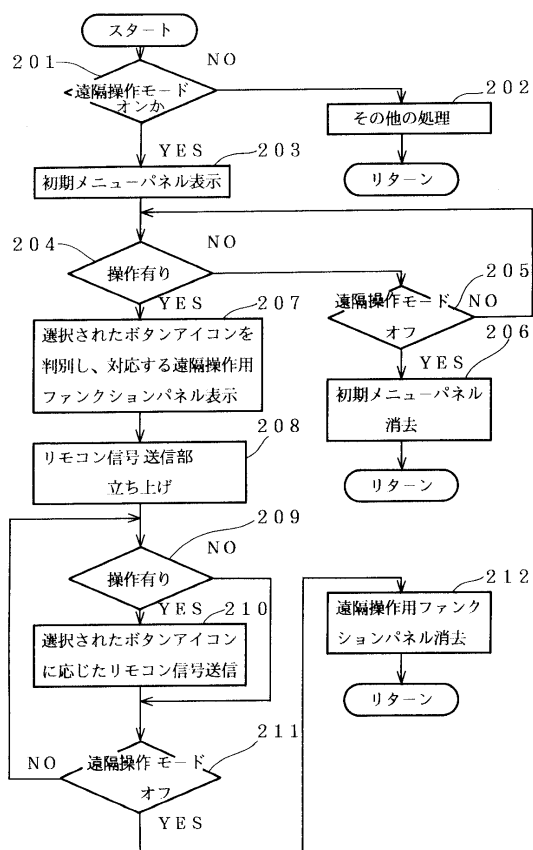 スタート
201
NO
遠隔操作モード
オンか
202
その他の処理
YES
203
リターン
初期メニューパネル表示
204
NO
操作有り
205
遠隔操作モード
オフ
NO
YES
207
206
YES
選択されたボタンアイコンを
判別し、対応する遠隔操作用
ファンクションパネル表示
初期メニューパネル
消去
208
リモコン信号送信部
立ち上げ
リターン
209
NO
操作有り
212
遠隔操作用ファンク
ションパネル消去
YES
210
選択されたボタンアイコン
に応じたリモコン信号送信
リターン
211
NO
遠隔操作モード
オフ
YES